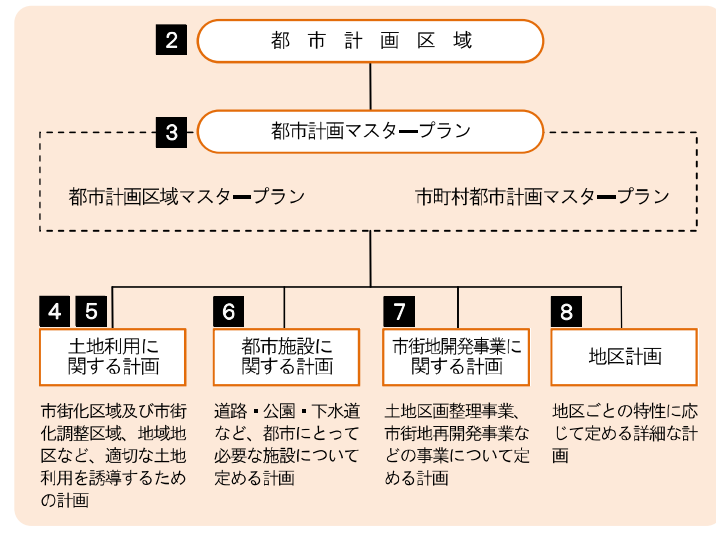 2
都市計画区域
3
都市計画マスタープラン
都市計画区域マスタープラン
市町村都市計画マスタープラン
4 5
土地利用に
関する計画
市街化区域及び市街
化調整区域、地域地
区など、適切な土地
利用を誘導するため
の計画
6
都市施設に
関する計画
道路・公園・下水道
など、都市にとって
必要な施設について
定める計画
7
市街地開発事業に
関する計画
土地区画整理事業、
市街地再開発事業な
どの事業について定
める計画
8
地区計画
地区ごとの特性に応
じて定める詳細な計
画